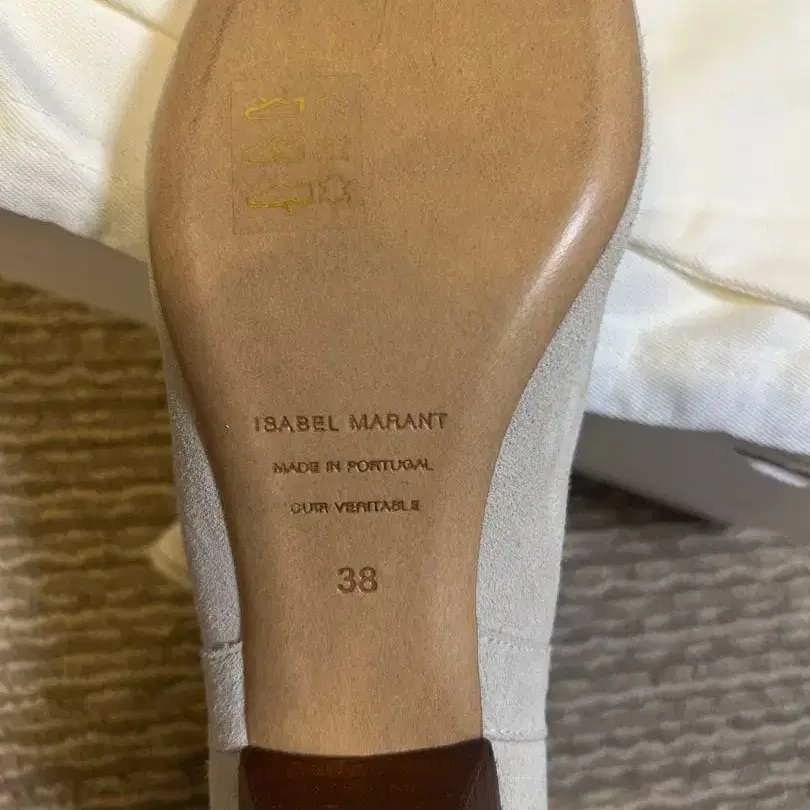 ISABEL MARANT
MADE IN PORTUGAL
CUIR VERITABLE
38